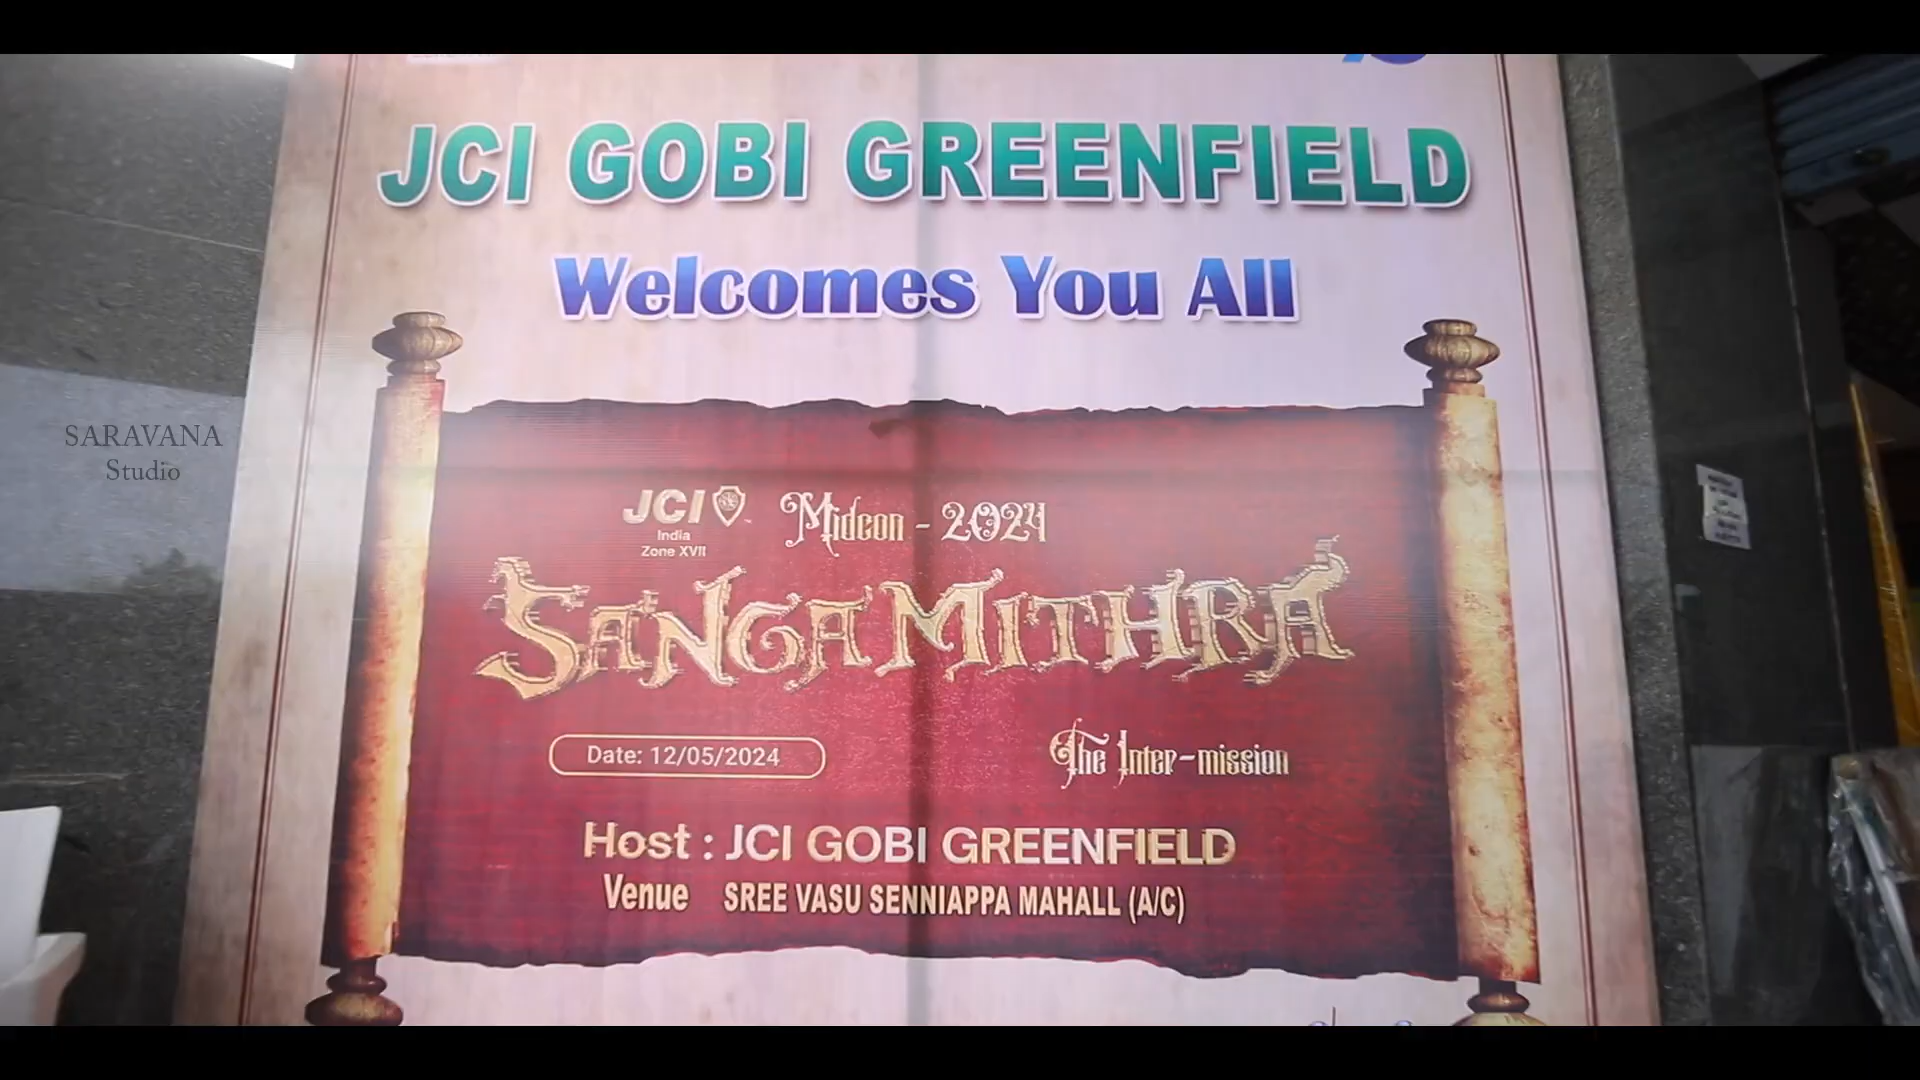 JCI GOBI GREENFIELD
Welcomes You All
SARAVANA
Studio
JCI Midcon - 2024
India
Zone XVII
SANGAMITHRA
Date: 12/05/2024
The Inter-mission
Host : JCI GOBI GREENFIELD
Venue SREE VASU SENNIAPPA MAHALL (A/C)